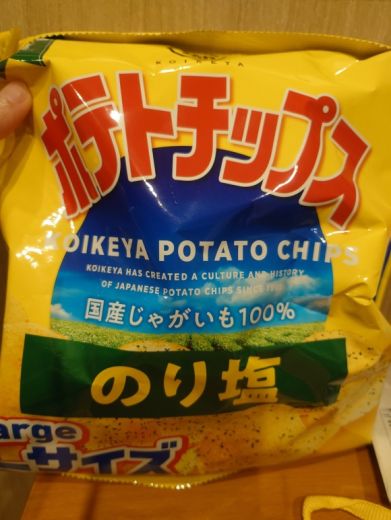 KOIKEYA
ポテトチップス
KOIKEYA POTATO CHIPS
KOIKEYA HAS CREATED A CULTURE AND HISTORY
OF JAPANESE POTATO CHIPS SINCE
国産じゃがいも100%
のり塩
arge
サイズ